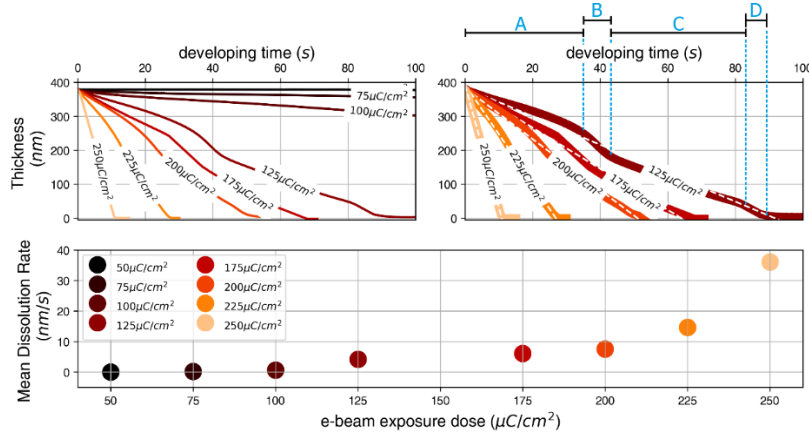 A B C D
developing time (s)
0 20 40 60 80 100
400
300
200
100
0
Thickness
(nm)
75μC/cm²
100μC/cm²
125μC/cm²
175μC/cm²
200μC/cm²
225μC/cm²
250μC/cm²
developing time (s)
0 20 40 60 80 100
400
300
200
100
0
125μC/cm²
175μC/cm²
200μC/cm²
225μC/cm²
250μC/cm²
Mean Dissolution Rate
(nm/s)
40
30
20
10
0
50μC/cm²
75μC/cm²
100μC/cm²
125μC/cm²
175μC/cm²
200μC/cm²
225μC/cm²
250μC/cm²
50 75 100 125 150 175 200 225 250
e-beam exposure dose (μC/cm²)